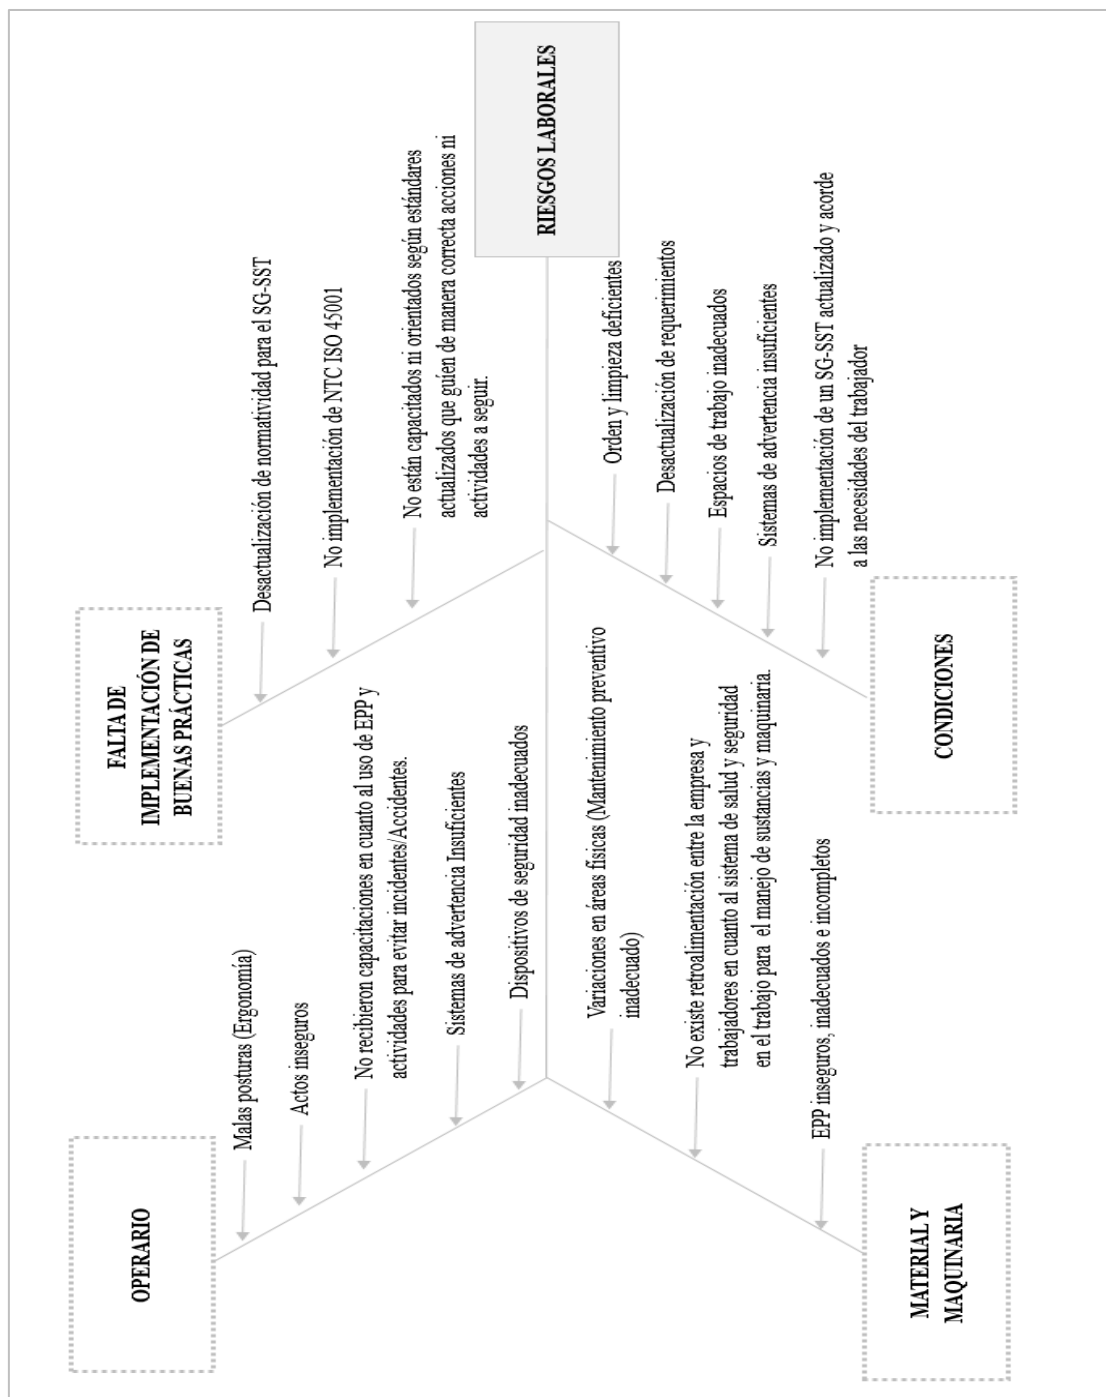 OPERARIO
Malas posturas (Ergonomía)
Actos inseguros
No recibieron capacitaciones en cuanto al uso de EPP y
actividades para evitar incidentes/Accidentes.
Sistemas de advertencia Insuficientes
Dispositivos de seguridad inadecuados
FALTA DE
IMPLEMENTACIÓN DE
BUENAS PRÁCTICAS
Desactualización de normatividad para el SG-SST
No implementación de NTC ISO 45001
No están capacitados ni orientados según estándares
actualizados que guíen de manera correcta acciones ni
actividades a seguir.
RIESGOS LABORALES
MATERIAL Y
MAQUINARIA
Variaciones en áreas físicas (Mantenimiento preventivo
inadecuado)
No existe retroalimentación entre la empresa y
trabajadores en cuanto al sistema de salud y seguridad
en el trabajo para el manejo de sustancias y maquinaria.
EPP inseguros, inadecuados e incompletos
CONDICIONES
Orden y limpieza deficientes
Desactualización de requerimientos
Espacios de trabajo inadecuados
Sistemas de advertencia insuficientes
No implementación de un SG-SST actualizado y acorde
a las necesidades del trabajador